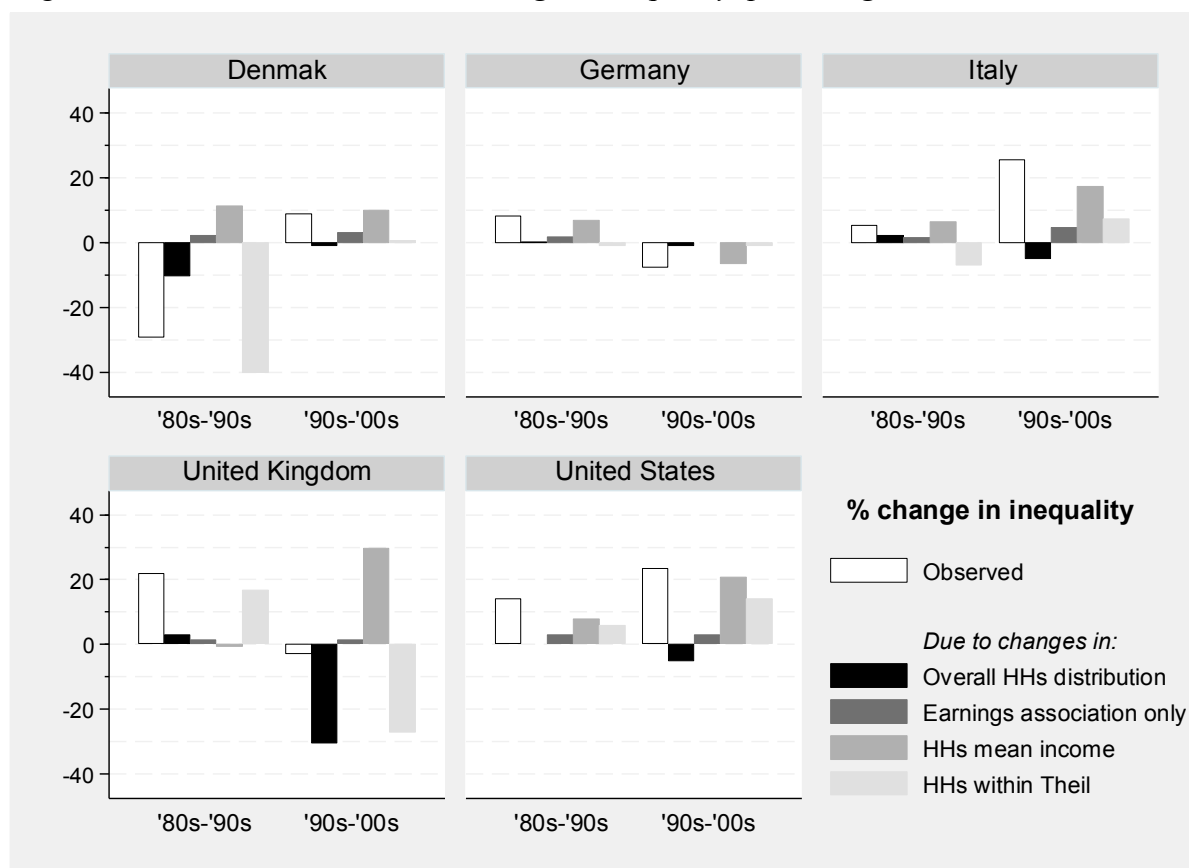 Denmak
Germany
Italy
40
20
0
-20
-40
'80s-'90s
'90s-'00s
'80s-'90s
'90s-'00s
'80s-'90s
'90s-'00s
United Kingdom
United States
40
20
0
-20
-40
'80s-'90s
'90s-'00s
'80s-'90s
'90s-'00s
% change in inequality
Observed
Due to changes in:
Overall HHs distribution
Earnings association only
HHs mean income
HHs within Theil